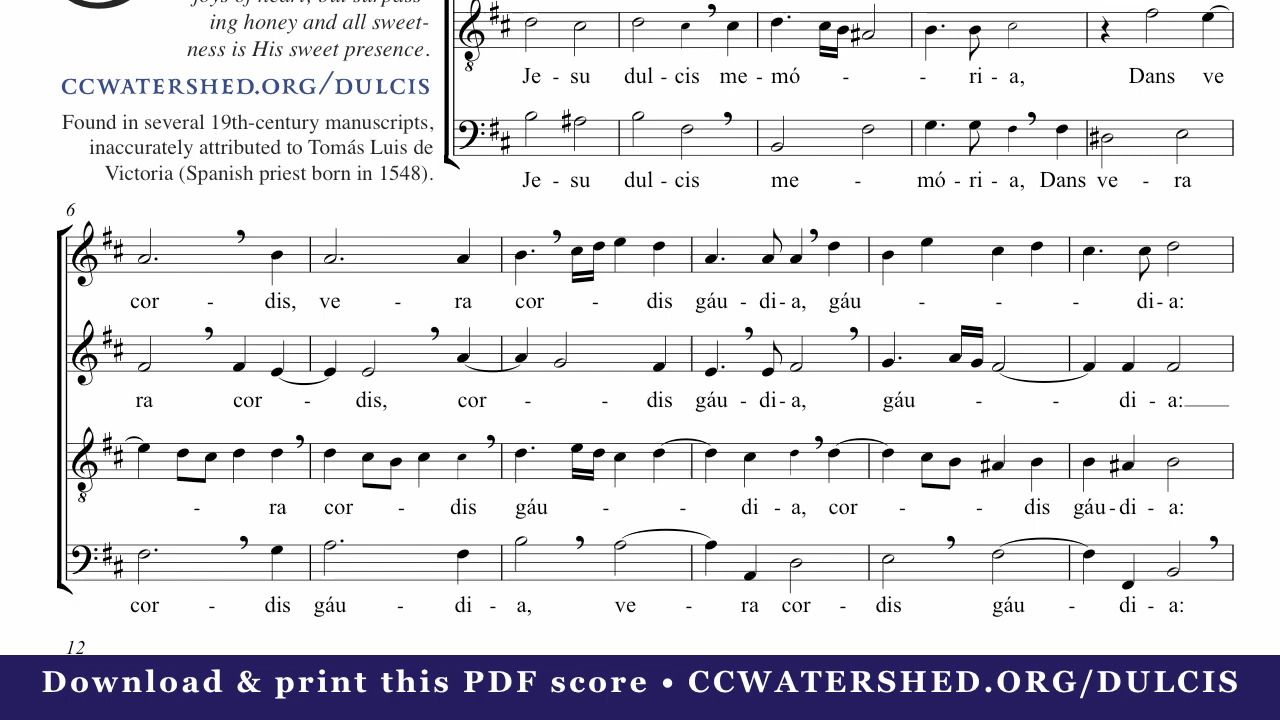 joys of heart; but surpass-
ing honey and all sweet-
ness is His sweet presence.
CCWATERSHED.ORG/DULCIS
Found in several 19th-century manuscripts,
inaccurately attributed to Tomás Luis de
Victoria (Spanish priest born in 1548).
Je - su dul - cis me - mó - - ri - a, Dans ve
Je - su dul - cis me - mó - ri - a, Dans ve - ra
6
cor - dis, ve - ra cor - dis gáu - di - a, gáu - - - di - a:
ra cor - dis, cor - - dis gáu - di - a, gáu - - di - a:
- ra cor - dis gáu - - di - a, cor - - dis gáu - di - a:
cor - dis gáu - di - a, ve - ra cor - dis gáu - di - a:
12
Download & print this PDF score • CCWATERSHED.ORG/DULCIS